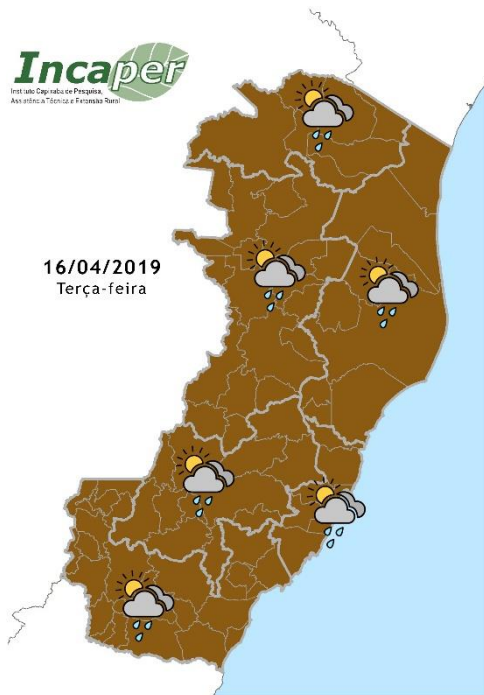 Incaper
Instituto Capixaba de Pesquisa,
Assistência Técnica e Extensão Rural
16/04/2019
Terça-feira